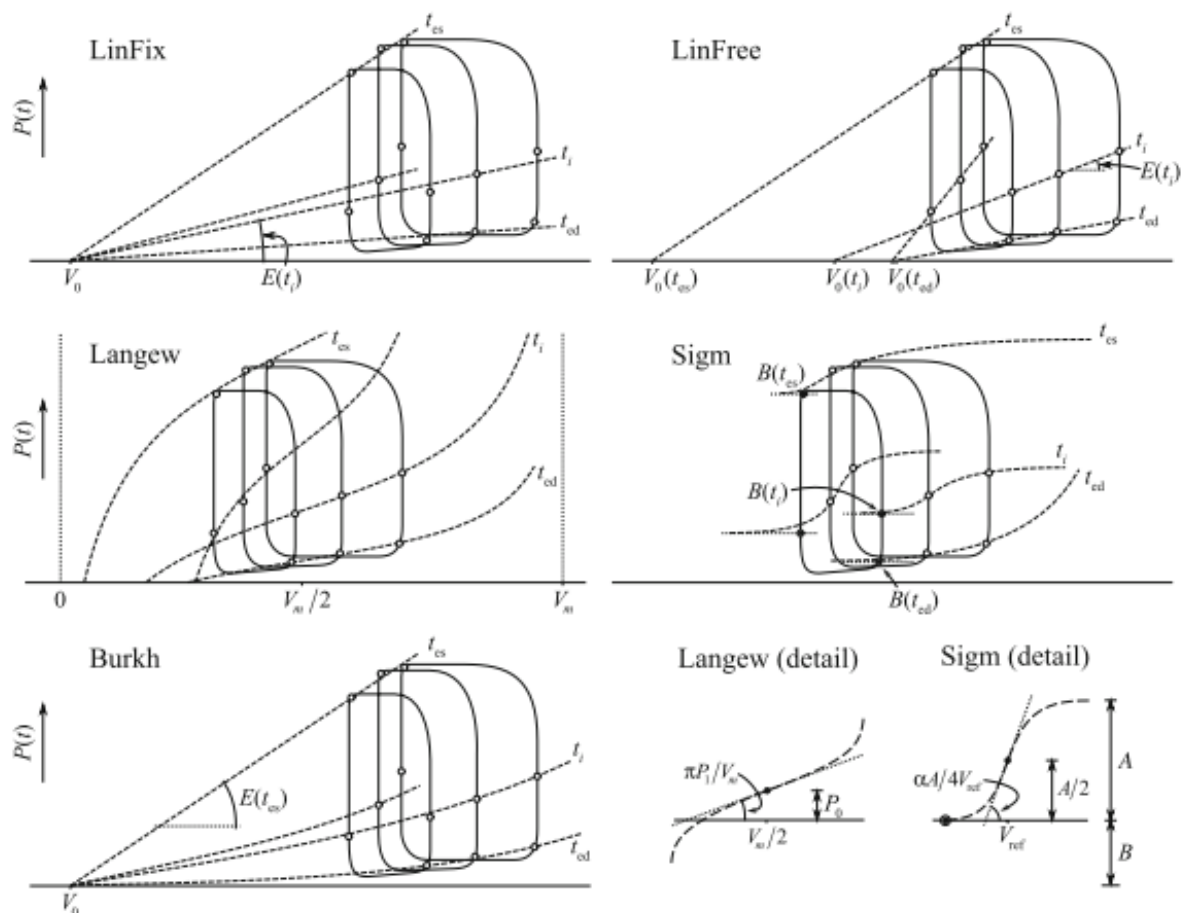 LinFix
t_es
P(t)
t_i
t_ed
V_0
E(t_i)
LinFree
t_es
t_i
E(t_i)
t_ed
V_0(t_es)
V_0(t_i)
V_0(t_ed)
Langew
t_es
t_i
P(t)
t_ed
0
V_m/2
V_m
Sigm
t_es
B(t_es)
t_i
B(t_i)
t_ed
B(t_ed)
Burkh
t_es
P(t)
t_i
E(t_es)
t_ed
V_0
Langew (detail)
πP_1/V_m
P_0
V_m/2
Sigm (detail)
A
αA/4V_ref
A/2
V_ref
B